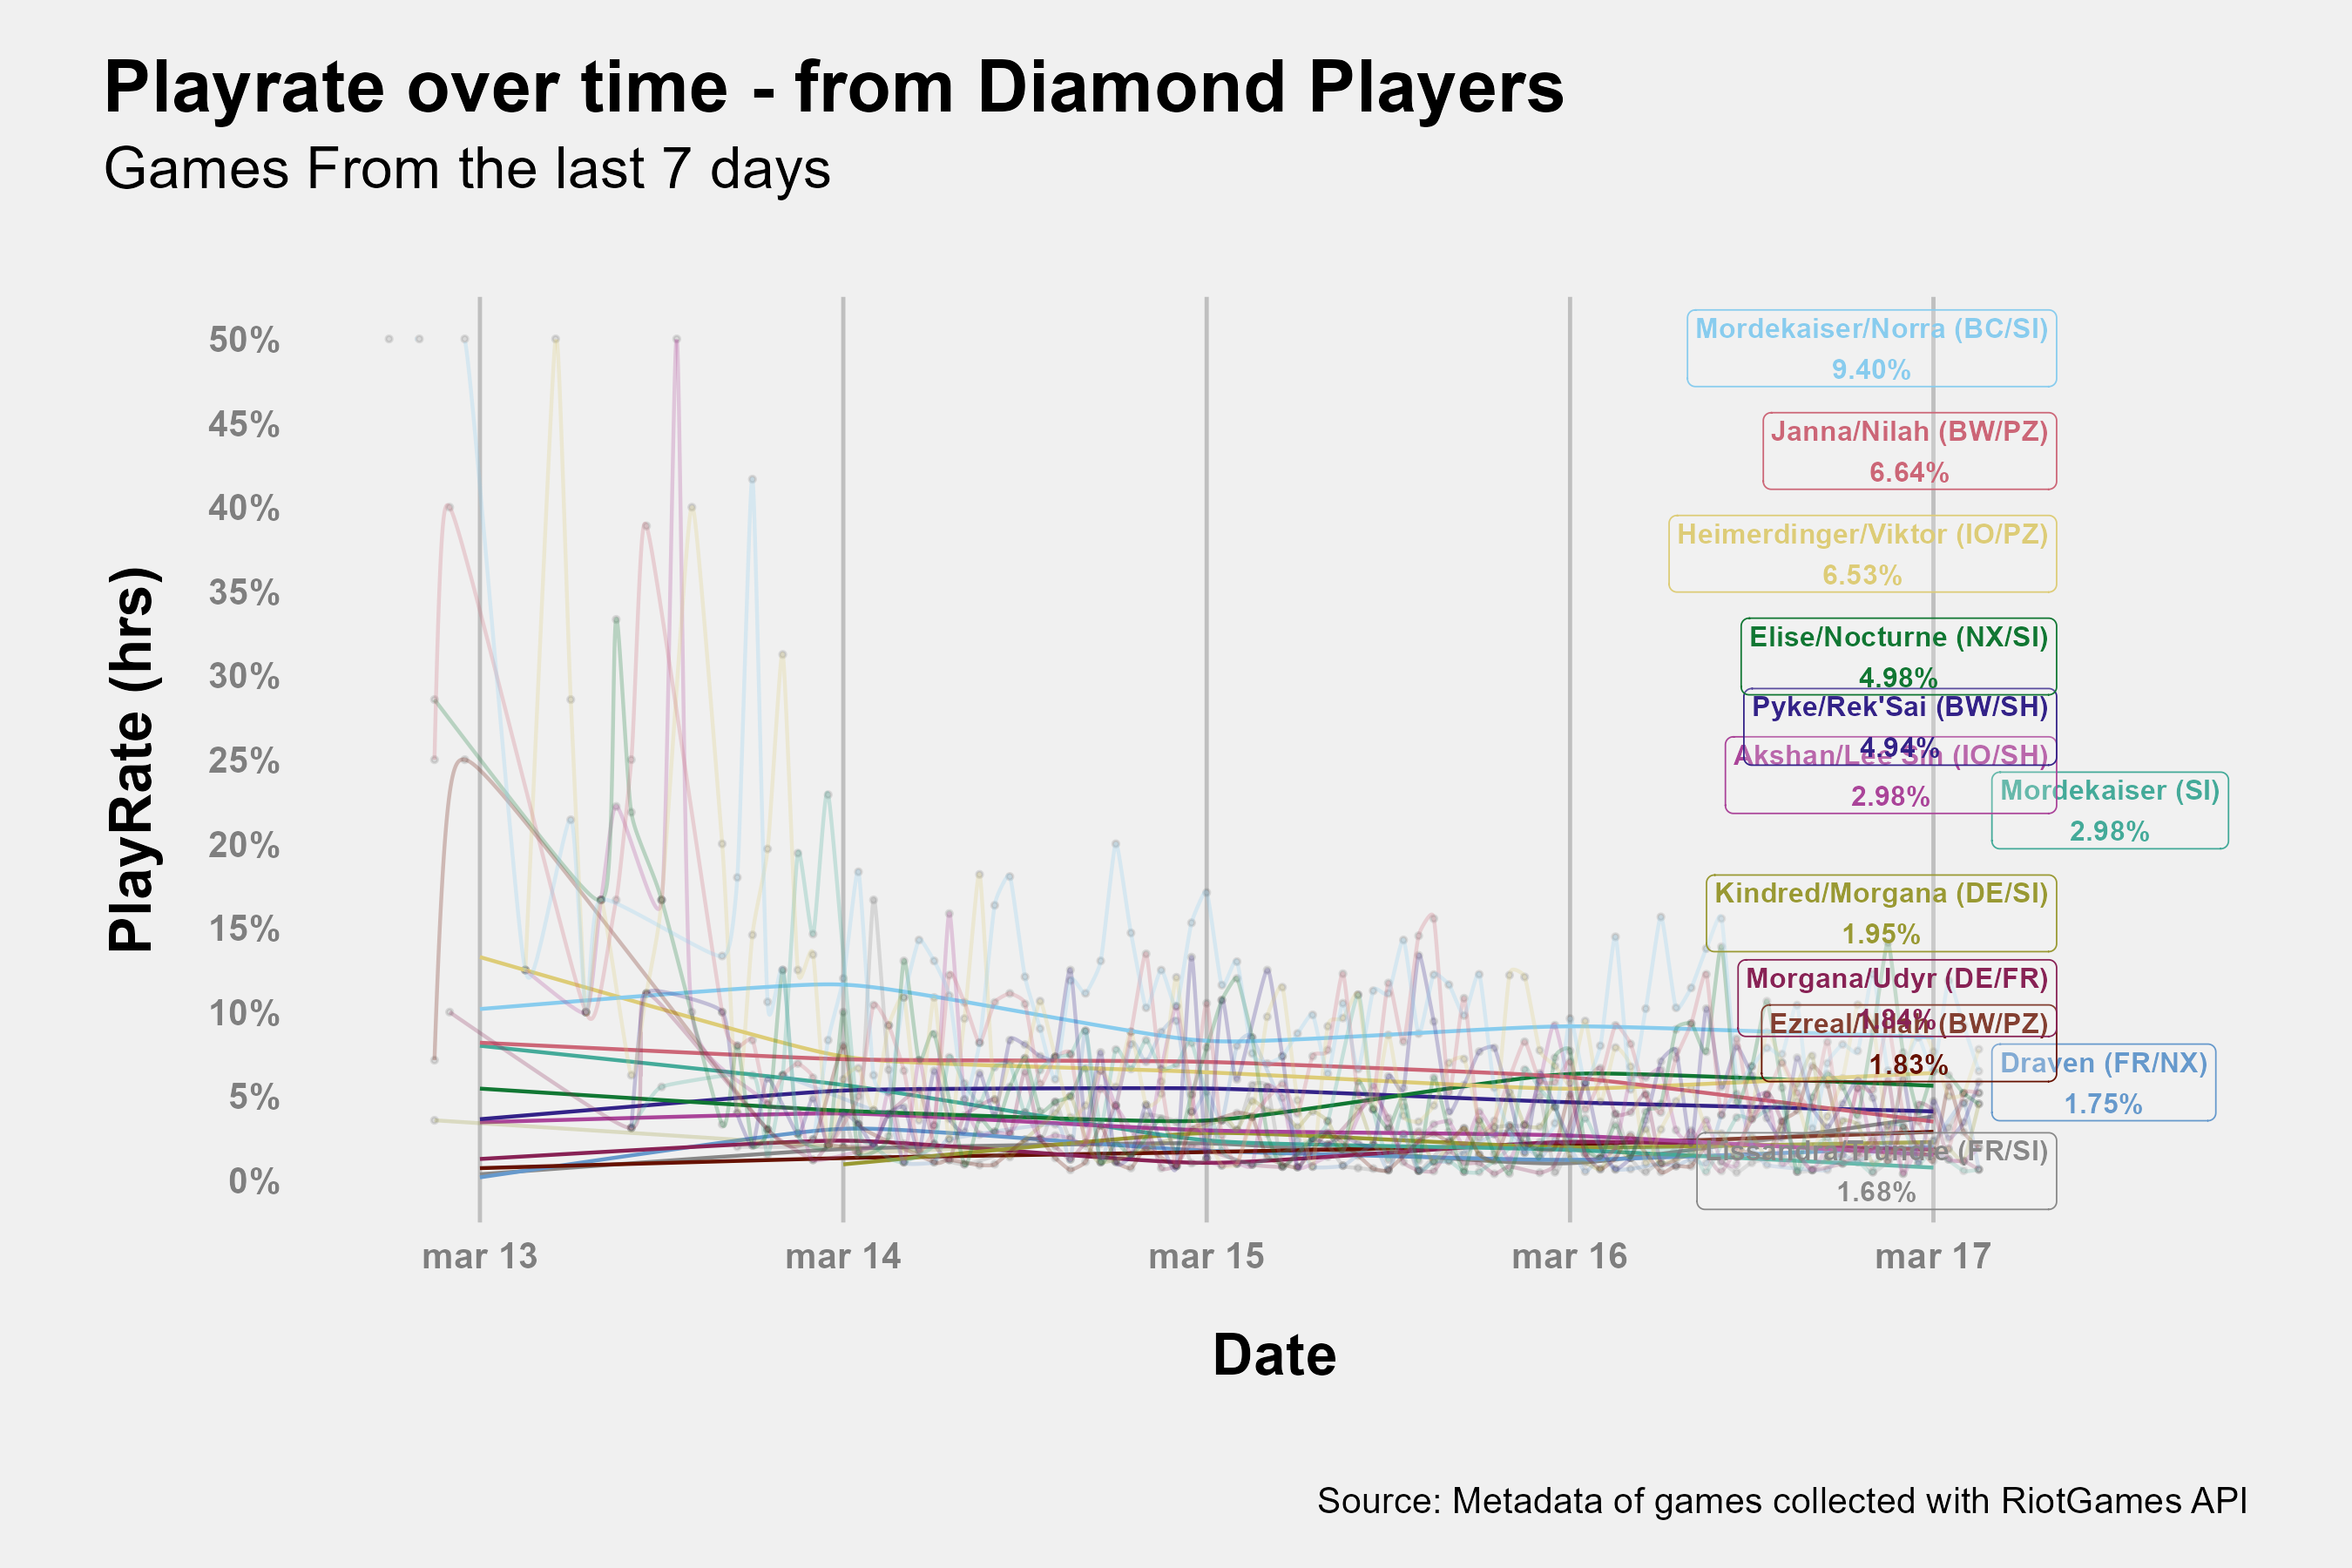 Playrate over time - from Diamond Players
Games From the last 7 days
PlayRate (hrs)
50%
45%
40%
35%
30%
25%
20%
15%
10%
5%
0%
Mordekaiser/Norra (BC/SI)
9.40%
Janna/Nilah (BW/PZ)
6.64%
Heimerdinger/Viktor (IO/PZ)
6.53%
Elise/Nocturne (NX/SI)
4.98%
Pyke/Rek'Sai (BW/SH)
4.94%
Akshan/Lee Sin (IO/SH)
2.98%
Mordekaiser (SI)
2.98%
Kindred/Morgana (DE/SI)
1.95%
Morgana/Udyr (DE/FR)
1.84%
Ezreal/Nilah (BW/PZ)
1.83%
Draven (FR/NX)
1.75%
Lissandra/Trundle (FR/SI)
1.68%
mar 13
mar 14
mar 15
mar 16
mar 17
Date
Source: Metadata of games collected with RiotGames API